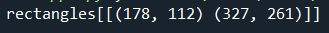 rectangles[[(178, 112) (327, 261)]]